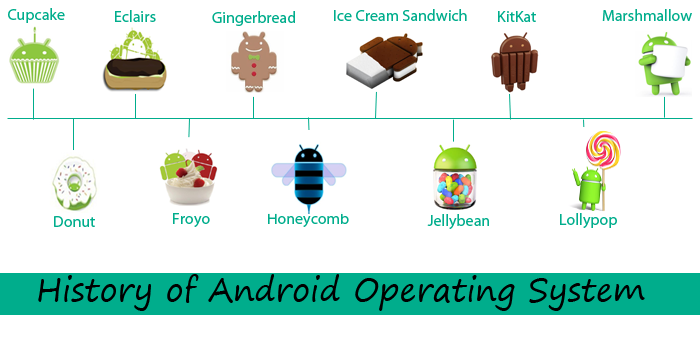 Cupcake
Eclairs
Gingerbread
Ice Cream Sandwich
KitKat
Marshmallow
Donut
Froyo
Honeycomb
Jellybean
Lollypop
History of Android Operating System